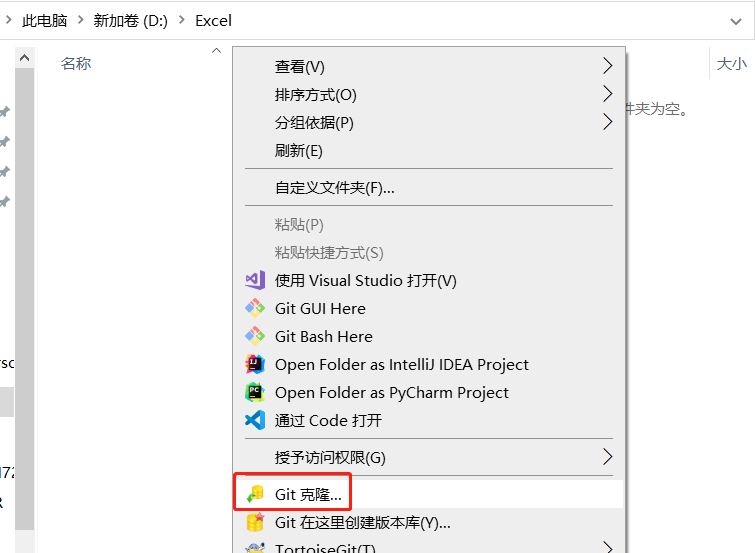 此电脑 > 新加卷 (D:) > Excel
名称
大小
件夹为空。
查看(V)
排序方式(O)
分组依据(P)
刷新(E)
自定义文件夹(F)...
粘贴(P)
粘贴快捷方式(S)
使用 Visual Studio 打开(V)
Git GUI Here
Git Bash Here
Open Folder as IntelliJ IDEA Project
Open Folder as PyCharm Project
通过 Code 打开
授予访问权限(G)
Git 克隆...
Git 在这里创建版本库(Y)...
TortoiseGit(T)